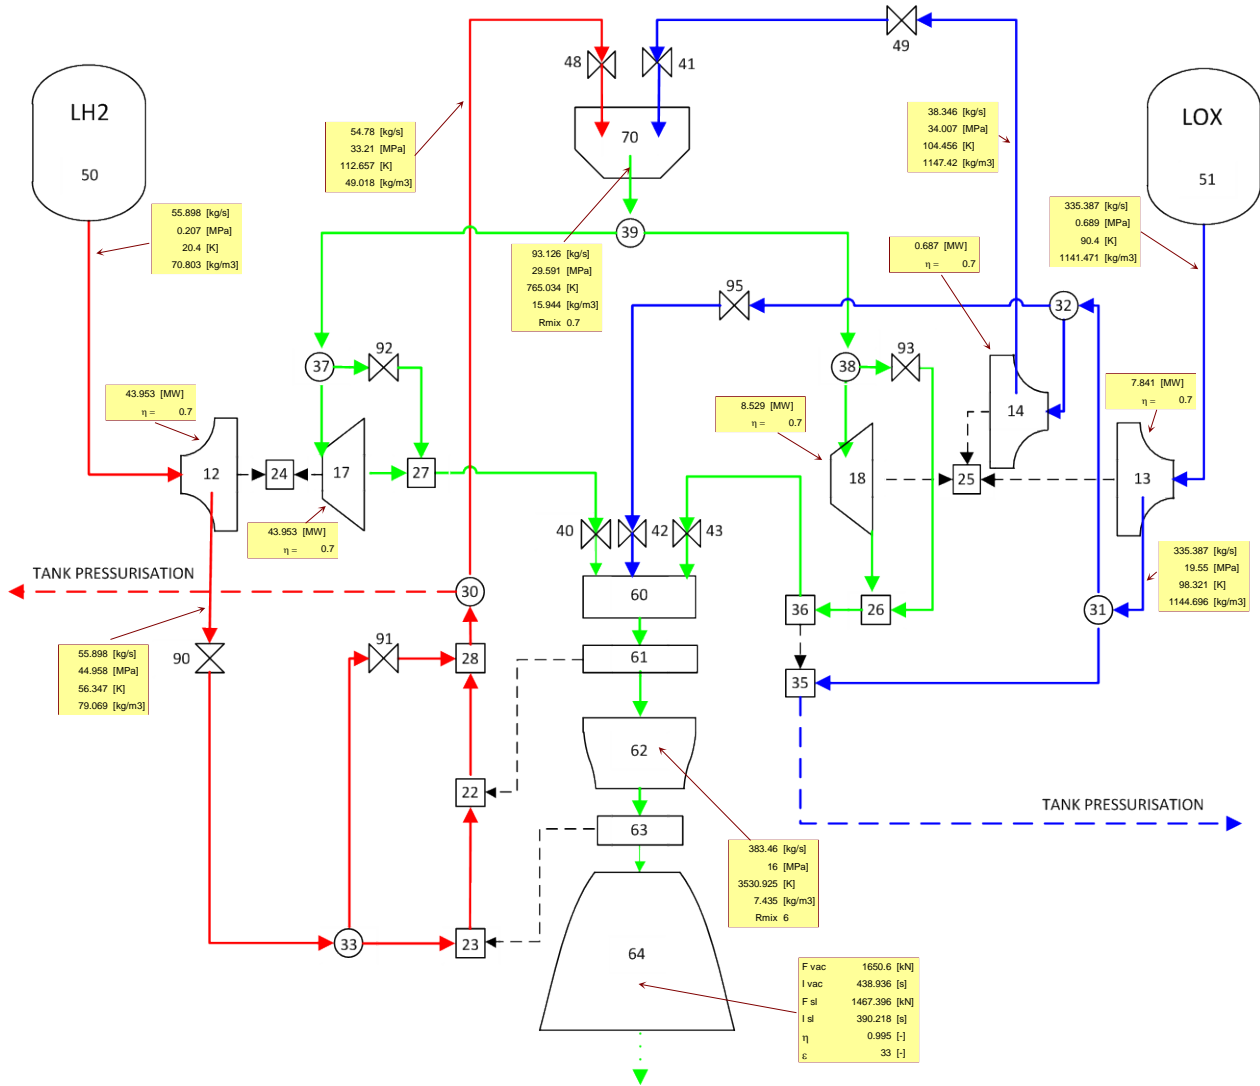 49
48
41
LH2
50
LOX
51
54.78 [kg/s]
33.21 [MPa]
112.657 [K]
49.018 [kg/m3]
70
38.346 [kg/s]
34.007 [MPa]
104.456 [K]
1147.42 [kg/m3]
55.898 [kg/s]
0.207 [MPa]
20.4 [K]
70.803 [kg/m3]
39
335.387 [kg/s]
0.689 [MPa]
90.4 [K]
1141.471 [kg/m3]
93.126 [kg/s]
29.591 [MPa]
765.034 [K]
15.944 [kg/m3]
Rmix 0.7
0.687 [MW]
η = 0.7
95
32
92
37
93
38
43.953 [MW]
η = 0.7
8.529 [MW]
η = 0.7
7.841 [MW]
η = 0.7
14
12
24
17
27
18
25
13
43.953 [MW]
η = 0.7
40
42
43
335.387 [kg/s]
19.55 [MPa]
98.321 [K]
1144.696 [kg/m3]
TANK PRESSURISATION
30
60
36
26
31
55.898 [kg/s]
44.958 [MPa]
56.347 [K]
79.069 [kg/m3]
90
91
28
61
35
62
22
TANK PRESSURISATION
63
383.46 [kg/s]
16 [MPa]
3530.925 [K]
7.435 [kg/m3]
Rmix 6
33
23
64
F vac 1650.6 [kN]
I vac 438.936 [s]
F sl 1467.396 [kN]
I sl 390.218 [s]
η 0.995 [-]
ε 33 [-]